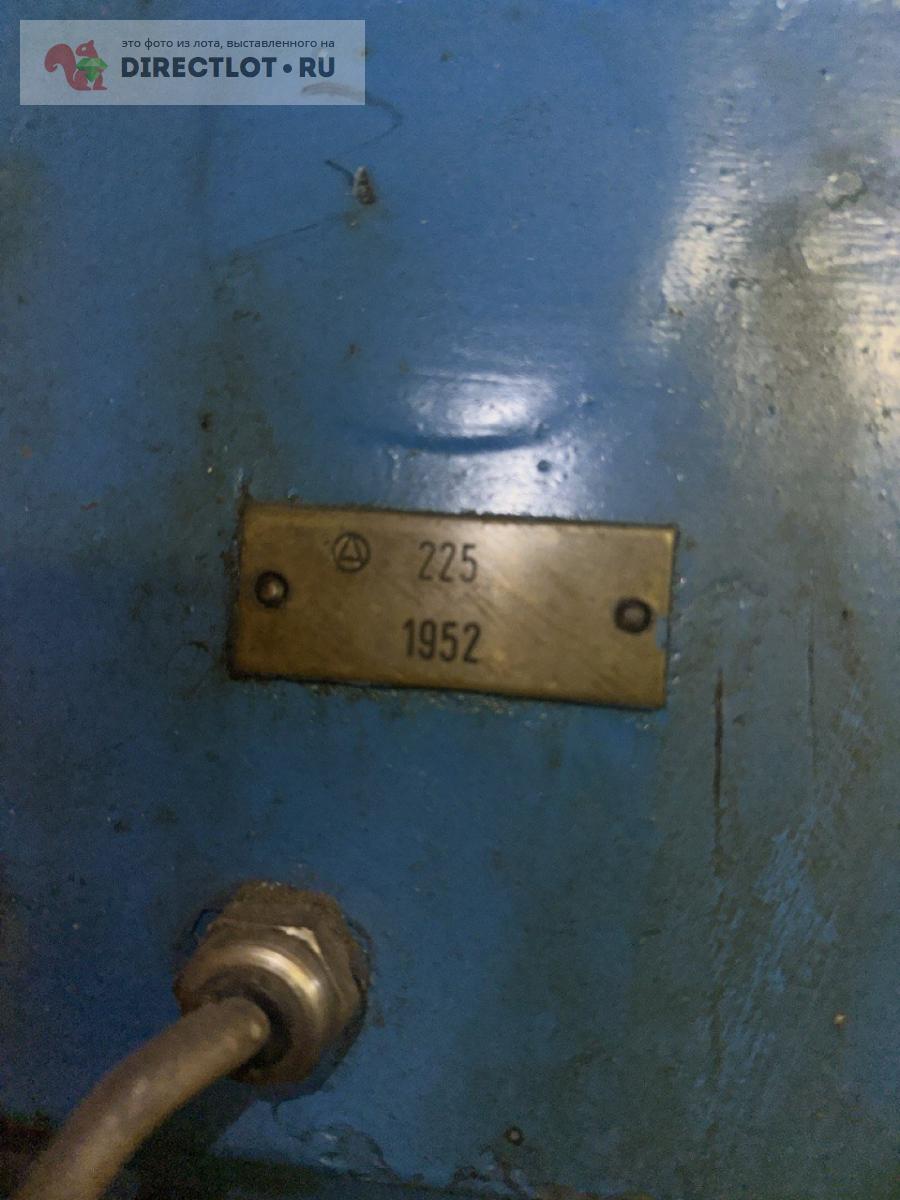 это фото из лота, выставленного на
DIRECTLOT•RU
225
1952